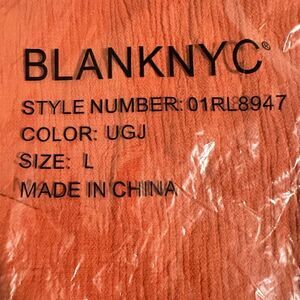 BLANKNYC®
STYLE NUMBER: 01RL8947
COLOR: UGJ
SIZE: L
MADE IN CHINA